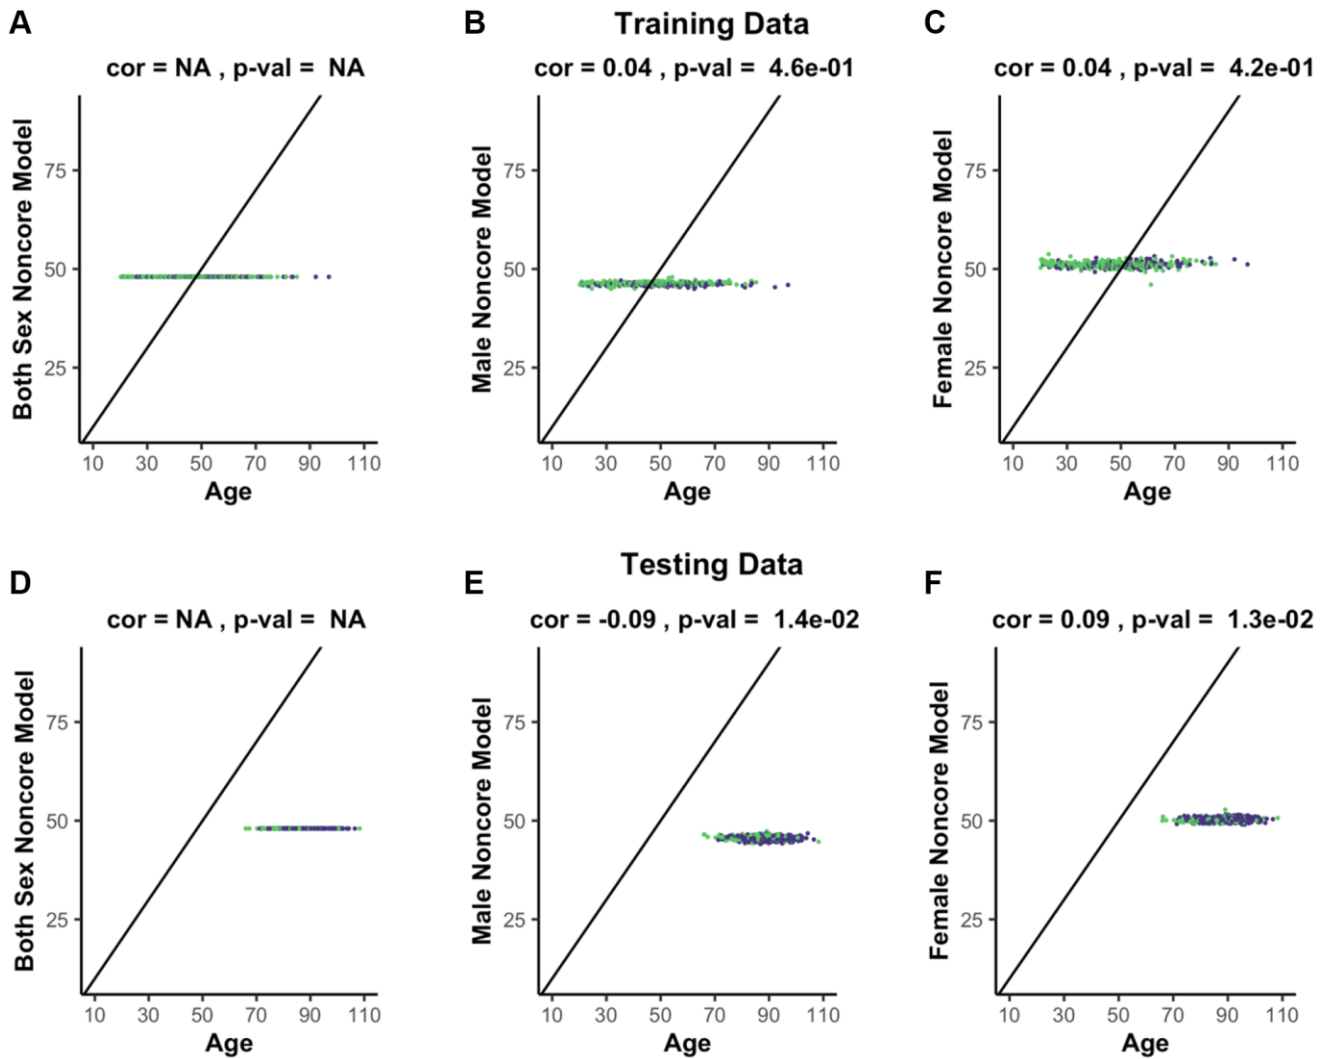 A
B
Training Data
C
cor = NA , p-val =  NA
cor = 0.04 , p-val =  4.6e-01
cor = 0.04 , p-val =  4.2e-01
Both Sex Noncore Model
75
50
25
10 30 50 70 90 110
Age
Male Noncore Model
75
50
25
10 30 50 70 90 110
Age
Female Noncore Model
75
50
25
10 30 50 70 90 110
Age
Testing Data
D
E
F
cor = NA , p-val =  NA
cor = -0.09 , p-val =  1.4e-02
cor = 0.09 , p-val =  1.3e-02
Both Sex Noncore Model
75
50
25
10 30 50 70 90 110
Age
Male Noncore Model
75
50
25
10 30 50 70 90 110
Age
Female Noncore Model
75
50
25
10 30 50 70 90 110
Age